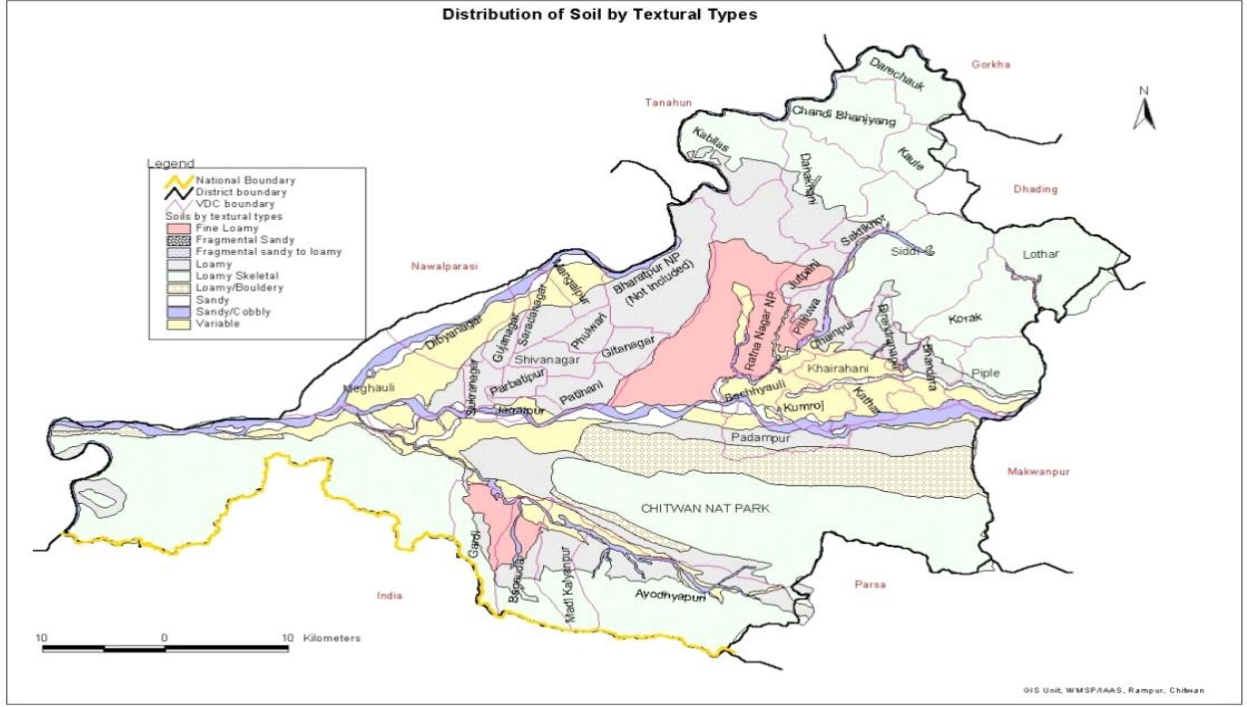 Distribution of Soil by Textural Types
Gorkha
Darechauk
Tanahun
N
Chandi Bhanjyang
Kabilas
Kaule
Dahakhani
Legend
National Boundary
District boundary
VDC boundary
Soils by textural types
Fine Loamy
Fragmental Sandy
Fragmental sandy to loamy
Loamy
Loamy Skeletal
Loamy/Bouldery
Sandy
Sandy/Cobbly
Variable
Dhading
Saktikhor
Siddi
Lothar
Nawalparasi
Mangalpur
Bharatpur NP
(Not Included)
Jutpani
Dibyanagar
Gunjanagar
Saradanagar
Phulwari
Ratna Nagar NP
Pithuwa
Chainpur
Birendranagar
Korak
Shivanagar
Gitanagar
Khairahani
Bhandara
Piple
Meghauli
Sukranagar
Parbatipur
Patihani
Bachhyauli
Kathar
Jagatpur
Kumroj
Padampur
Makwanpur
CHITWAN NAT PARK
Gardi
Baghauda
Madi Kalyanpur
Ayodhyapuri
Parsa
India
10 0 10 Kilometers
GIS Unit, WMSP/IAAS, Rampur, Chitwan